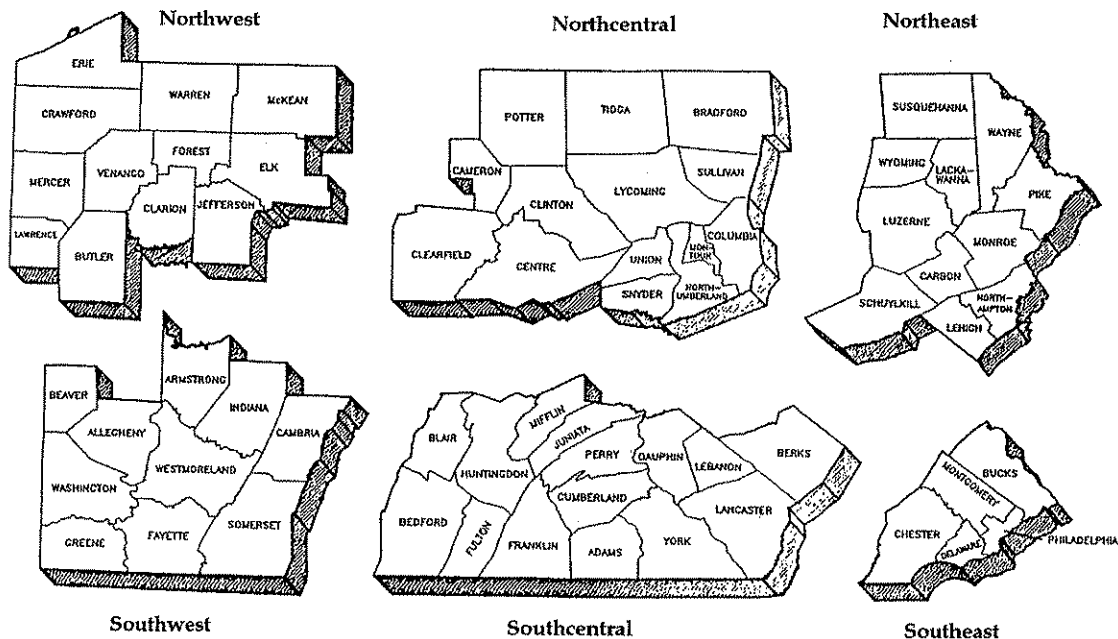 Northwest
ERIE
CRAWFORD
WARREN
McKEAN
MERCER
VENANGO
FOREST
ELK
CLARION
JEFFERSON
LAWRENCE
BUTLER
Northcentral
POTTER
TIOGA
BRADFORD
CAMERON
CLINTON
LYCOMING
SULLIVAN
CLEARFIELD
CENTRE
UNION
MON-
TOUR
COLUMBIA
SNYDER
NORTH-
UMBERLAND
Northeast
SUSQUEHANNA
WAYNE
WYOMING
LACKA-
WANNA
PIKE
LUZERNE
MONROE
CARBON
SCHUYLKILL
NORTH-
AMPTON
LEHIGH
BEAVER
ARMSTRONG
INDIANA
ALLEGHENY
CAMBRIA
WESTMORELAND
WASHINGTON
GREENE
FAYETTE
SOMERSET
Southwest
BLAIR
MIFFLIN
JUNIATA
HUNTINGDON
PERRY
DAUPHIN
LEBANON
BERKS
CUMBERLAND
LANCASTER
BEDFORD
FULTON
FRANKLIN
ADAMS
YORK
Southcentral
BUCKS
MONTGOMERY
CHESTER
DELAWARE
PHILADELPHIA
Southeast